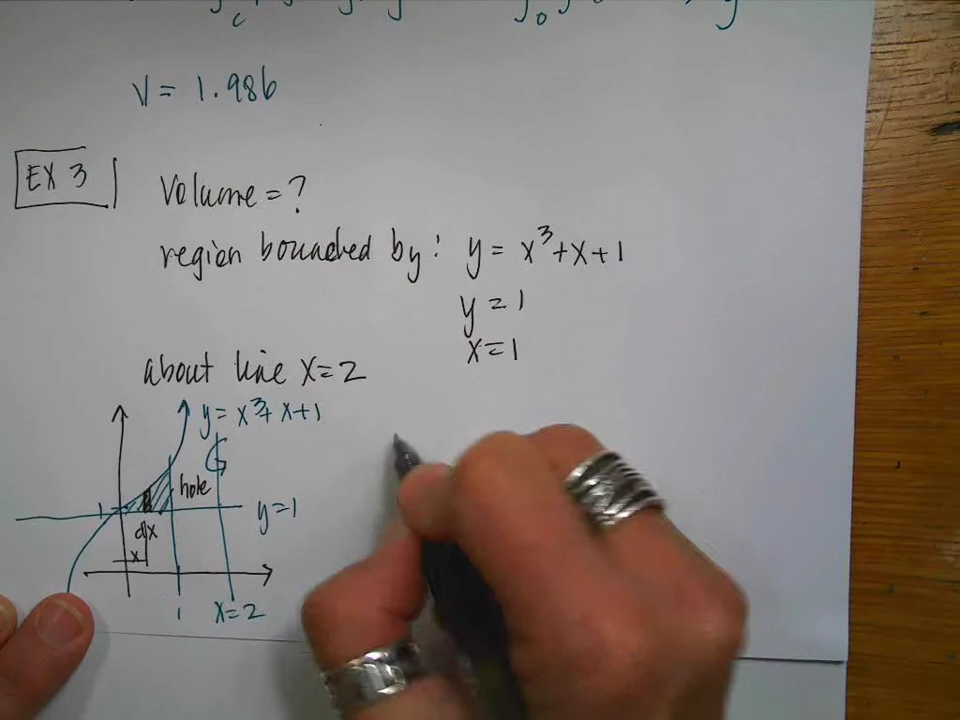 V = 1.986
EX 3
Volume = ?
region bounded by: y = x³+x+1
y = 1
x = 1
about line x=2
y = x³+x+1
hole
1
y=1
dx
x
1
x=2